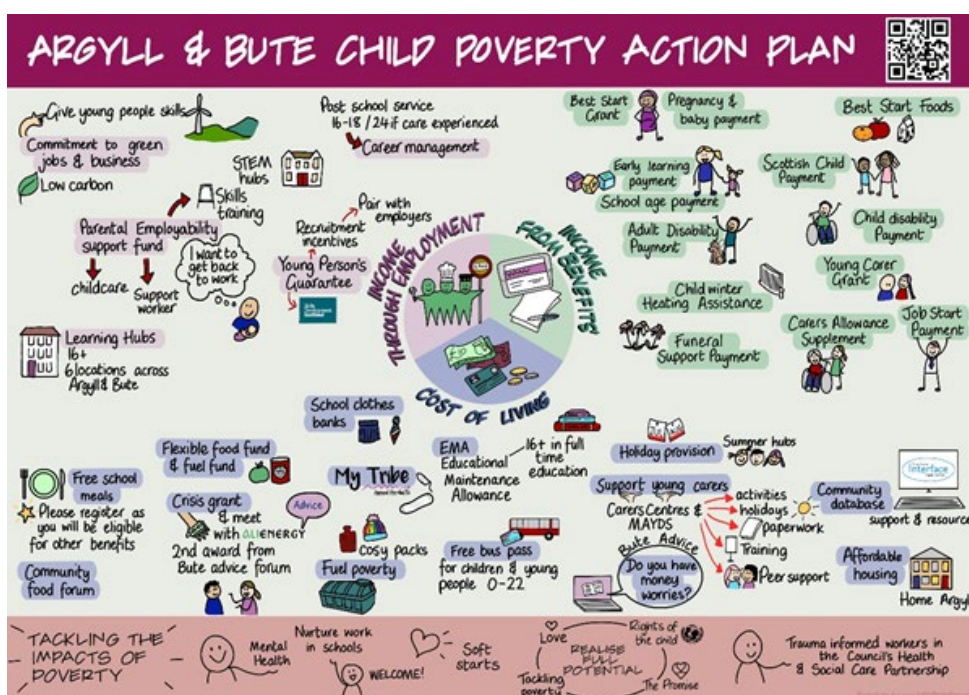 ARGYLL & BUTE CHILD POVERTY ACTION PLAN
Give young people skills
Commitment to green
jobs & business
Low carbon
STEM
hubs
Skills
training
Parental Employability
support fund
childcare
Support
worker
I want to
get back
to work
Learning Hubs
16+
6 locations across
Argyll & Bute
Post school service
16-18/24 if care experienced
Career management
Pair with
employers
Recruitment
incentives
Young Person's
Guarantee
INCOME
THROUGH EMPLOYMENT
INCOME
FROM BENEFITS
COST OF LIVING
Best Start
Grant
Pregnancy &
baby payment
Best Start Foods
Early learning
payment
School age payment
Scottish Child
Payment
Adult Disability
Payment
Child disability
Payment
Child winter
Heating Assistance
Young Carer
Grant
Funeral
Support Payment
Carers Allowance
Supplement
Job Start
Payment
School clothes
banks
Flexible food fund
& fuel fund
My Tribe
EMA
Educational
Maintenance
Allowance
16+ in full
time
education
Holiday provision
Summer hubs
Free school
meals
Please register as
you will be eligible
for other benefits
Crisis grant
& meet
with ALIENERGY
2nd award from
Bute advice forum
Advice
Cosy packs
Fuel poverty
Free bus pass
for children & young
people 0-22
Support young carers
Carers Centres &
MAYDS
activities
holidays
paperwork
Training
Peer support
Community
database
Interface
support & resource
Community
food forum
Bute Advice
Do you have
money
worries?
Affordable
housing
Home Argyl
TACKLING THE
IMPACTS OF
POVERTY
Mental
Health
Nurture work
in schools
WELCOME!
Soft
starts
Love
Rights of
the child
REALISE
FULL
POTENTIAL
Tackling
poverty
The Promise
Trauma informed workers in
the Council's Health
& Social Care Partnership